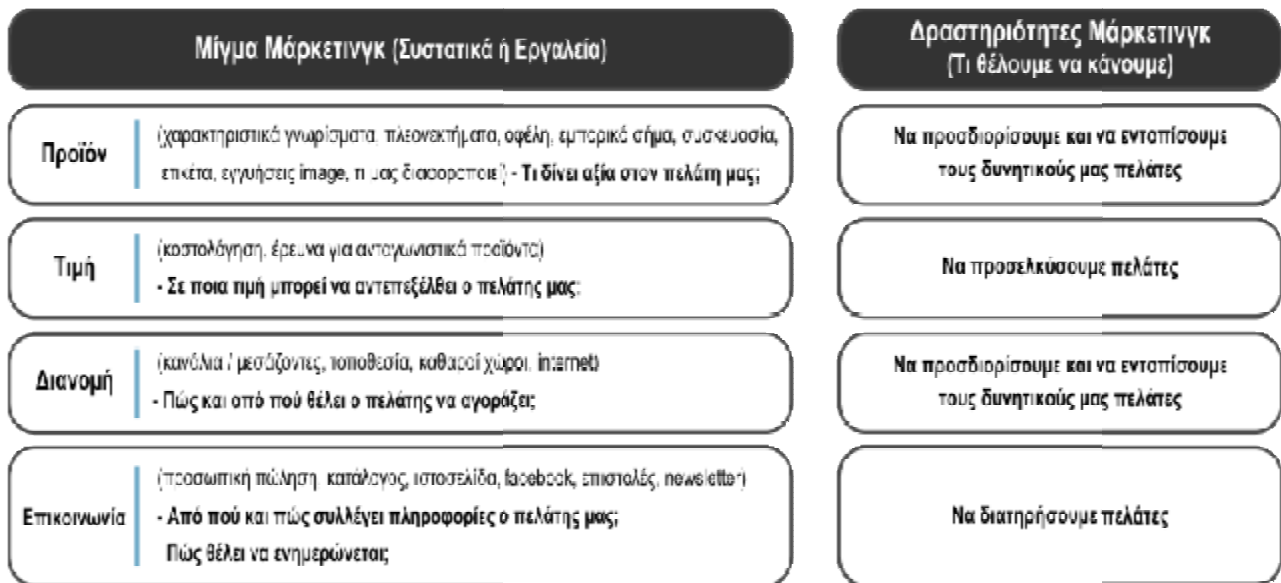 Μίγμα Μάρκετινγκ (Συστατικά ή Εργαλεία)
Δραστηριότητες Μάρκετινγκ
(Τι θέλουμε να κάνουμε)
Προϊόν
(χαρακτηριστικά γνωρίσματα, πλεονεκτήματα, οφέλη, εμπορικό σήμα, συσκευασία,
ετικέτα, εγγυήσεις image, τι μας διαφοροποιεί) - Τι δίνει αξία στον πελάτη μας;
Να προσδιορίσουμε και να εντοπίσουμε
τους δυνητικούς μας πελάτες
Τιμή
(κοστολόγηση, έρευνα για ανταγωνιστικά προϊόντα)
- Σε ποια τιμή μπορεί να αντεπεξέλθει ο πελάτης μας;
Να προσελκύσουμε πελάτες
Διανομή
(κανάλια / μεσάζοντες, τοποθεσία, καθαροί χώροι, internet)
- Πώς και από πού θέλει ο πελάτης να αγοράζει;
Να προσδιορίσουμε και να εντοπίσουμε
τους δυνητικούς μας πελάτες
Επικοινωνία
(προσωπική πώληση, κατάλογος, ιστοσελίδα, facebook, επιστολές, newsletter)
- Από πού και πώς συλλέγει πληροφορίες ο πελάτης μας;
Πώς θέλει να ενημερώνεται;
Να διατηρήσουμε πελάτες